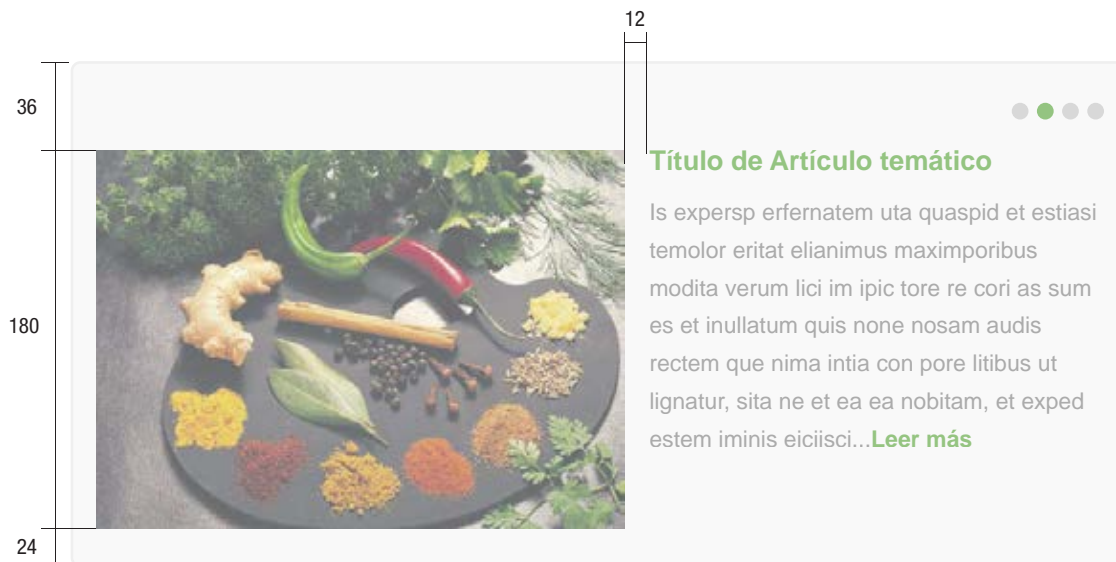 12
36
Título de Artículo temático
Is expersp erfernatem uta quaspid et estiasi
temolor eritat elianimus maximporibus
modita verum lici im ipic tore re cori as sum
es et inullatum quis none nosam audis
rectem que nima intia con pore litibus ut
lignatur, sita ne et ea ea nobitam, et exped
estem iminis eiciisci...Leer más
180
24